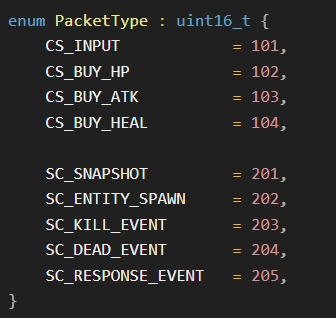 enum PacketType : uint16_t {
    CS_INPUT            = 101,
    CS_BUY_HP           = 102,
    CS_BUY_ATK          = 103,
    CS_BUY_HEAL         = 104,

    SC_SNAPSHOT         = 201,
    SC_ENTITY_SPAWN     = 202,
    SC_KILL_EVENT       = 203,
    SC_DEAD_EVENT       = 204,
    SC_RESPONSE_EVENT   = 205,
}